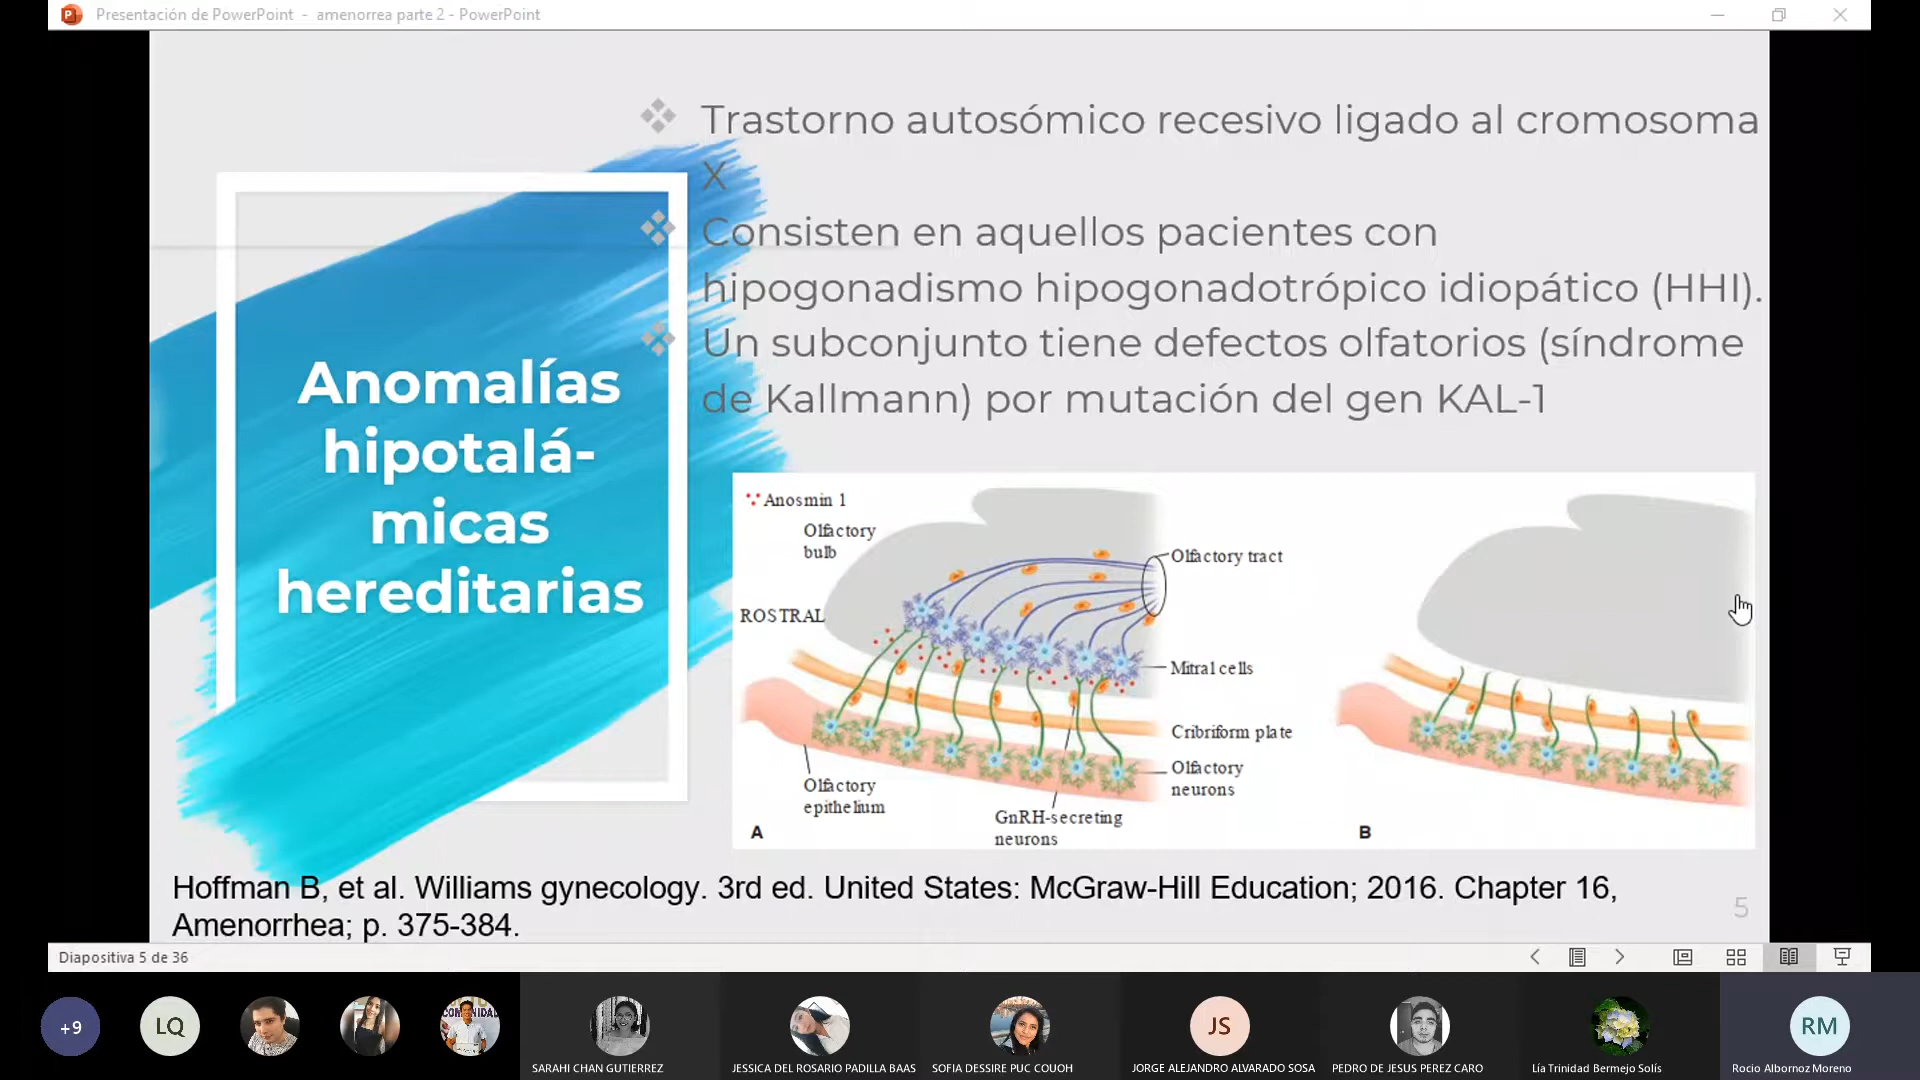 Presentación de PowerPoint - amenorrea parte 2 - PowerPoint
Trastorno autosómico recesivo ligado al cromosoma
X
Consisten en aquellos pacientes con
hipogonadismo hipogonadotrópico idiopático (HHI).
Un subconjunto tiene defectos olfatorios (síndrome
de Kallmann) por mutación del gen KAL-1
Anomalías
hipotalá-
micas
hereditarias
Anosmin 1
Olfactory
bulb
Olfactory tract
ROSTRAL
Mitral cells
Cribriform plate
Olfactory
neurons
Olfactory
epithelium
GnRH-secreting
neurons
A
B
Hoffman B, et al. Williams gynecology. 3rd ed. United States: McGraw-Hill Education; 2016. Chapter 16,
Amenorrhea; p. 375-384.
5
Diapositiva 5 de 36
+9
LQ
COMUNIDAD
JS
RM
SARAHI CHAN GUTIERREZ
JESSICA DEL ROSARIO PADILLA BAAS
SOFIA DESSIRE PUC COUOH
JORGE ALEJANDRO ALVARADO SOSA
PEDRO DE JESUS PEREZ CARO
Lía Trinidad Bermejo Solís
Rocio Albornoz Moreno